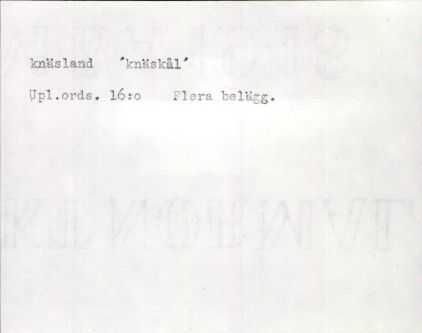 knäsland 'knäskål'
Upl.ords. 16:o Flera belägg.